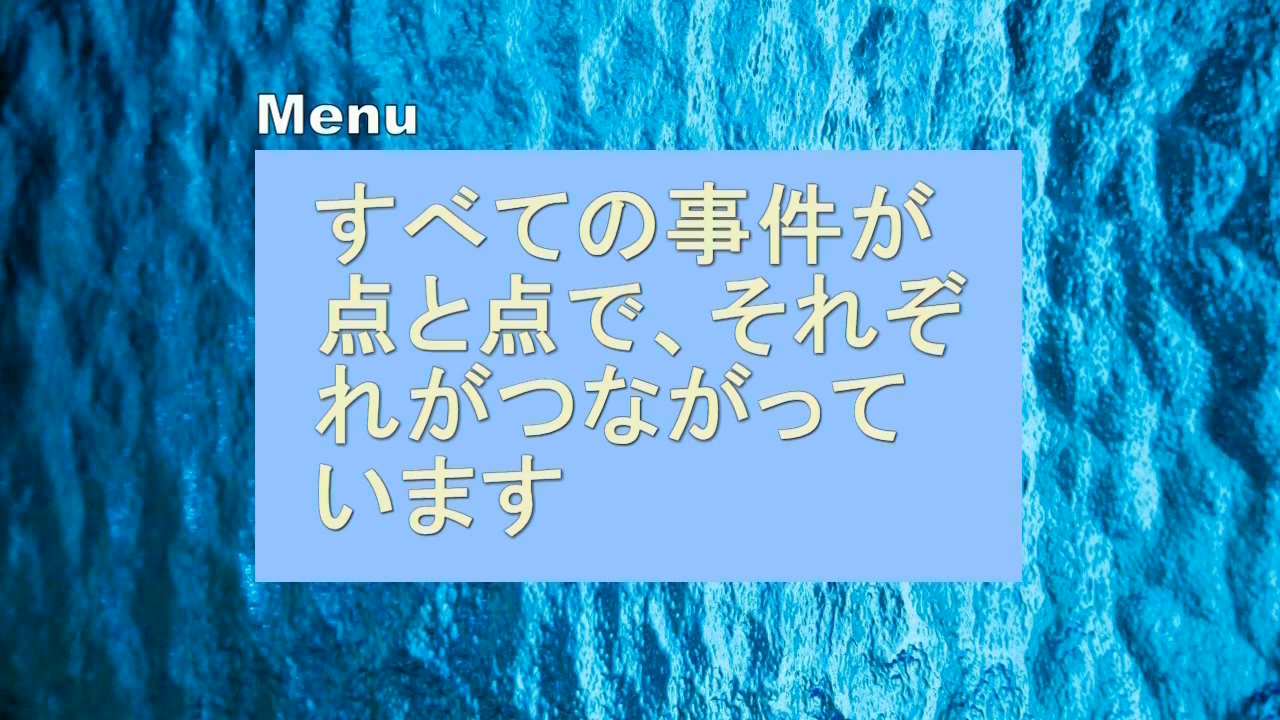 Menu
すべての事件が
点と点で、それぞ
れがつながって
います